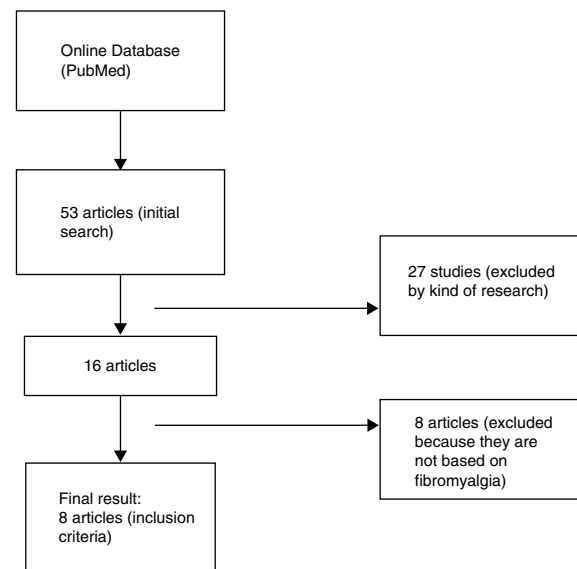 Online Database
(PubMed)
53 articles (initial
search)
27 studies (excluded
by kind of research)
16 articles
8 articles (excluded
because they are
not based on
fibromyalgia)
Final result:
8 articles (inclusion
criteria)